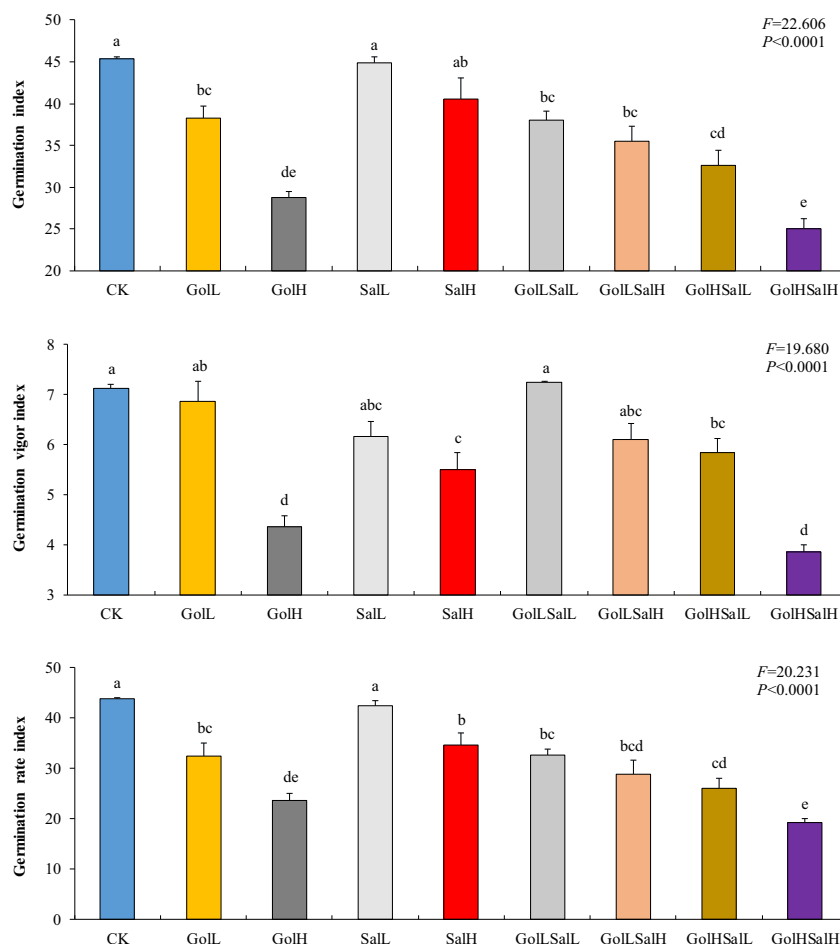 Germination index
50
45
40
35
30
25
20
a
bc
de
a
ab
bc
bc
cd
e
F=22.606
P<0.0001
CK GolL GolH SalL SalH GolLSalL GolLSalH GolHSalL GolHSalH
Germination vigor index
8
7
6
5
4
3
a
ab
d
abc
c
a
abc
bc
d
F=19.680
P<0.0001
CK GolL GolH SalL SalH GolLSalL GolLSalH GolHSalL GolHSalH
Germination rate index
50
40
30
20
10
0
a
bc
de
a
b
bc
bcd
cd
e
F=20.231
P<0.0001
CK GolL GolH SalL SalH GolLSalL GolLSalH GolHSalL GolHSalH